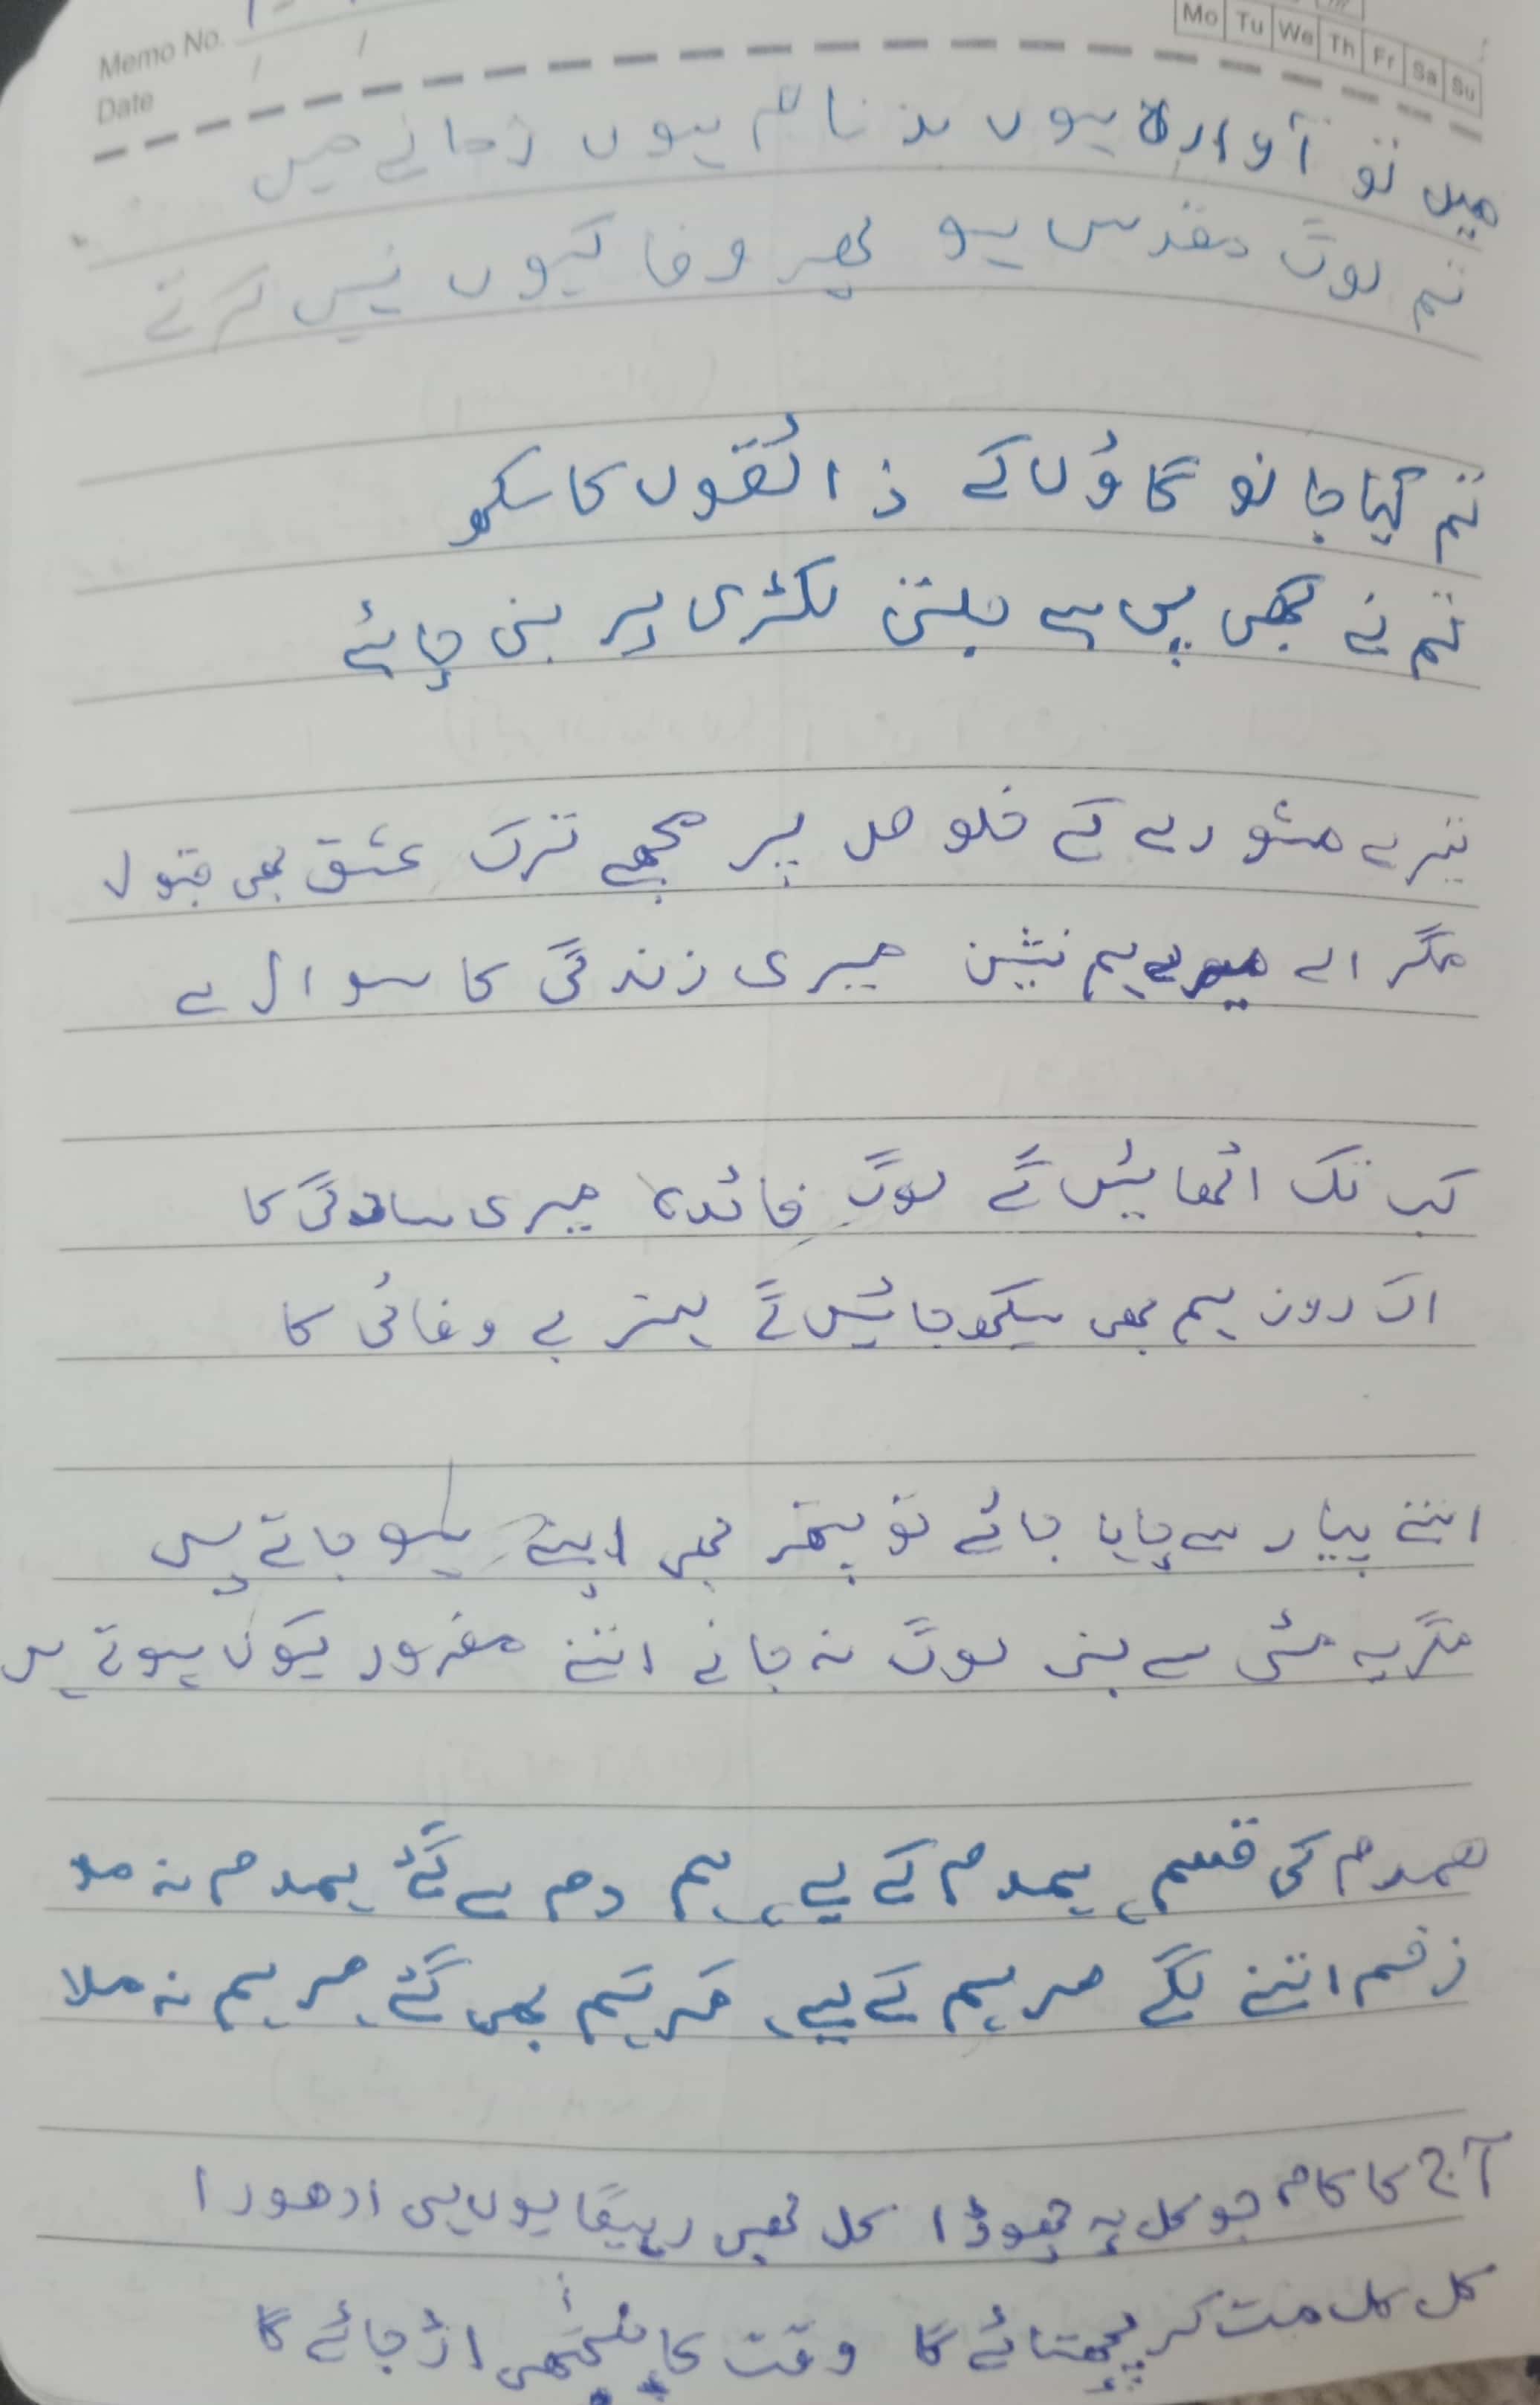 Memo No.
Date / /
Mo Tu We Th Fr Sa Su
میں تو آوارہ ہوں بدنام ہوں زمانے میں
تم لوگ مقدس ہو پھر وفا کیوں نہیں کرتے
تم کیا جانو گاؤں کے ذائقوں کا سکھ
تم نے کبھی پی ہے جلتی لکڑی پر بنی چائے
تیرے مشورے کے خلوص پر مجھے ترک عشق بھی قبول
مگر اے میرے ہم نشین میری زندگی کا سوال ہے
کب تک اٹھائیں گے لوگ فائدہ میری سادگی کا
اک روز ہم بھی سیکھ جائیں گے ہنر بے وفائی کا
اتنے پیار سے چاہا جائے تو پتھر بھی اپنے ہو جاتے ہیں
مگر یہ مٹی سے بنے لوگ نہ جانے اتنے مغرور کیوں ہوتے ہیں
ھمدم کی قسم، ہمدم کے لیے، ہم دم سے گئے ہمدم نہ ملا
زخم اتنے لگے مرہم کے لیے، مر ہم بھی گئے، مرہم نہ ملا
آج کا کام جو کل پہ چھوڑا کل بھی رہیگا یوں ہی ادھورا
کل کل مت کر پچھتائے گا وقت کا پنچھی اڑ جائے گا